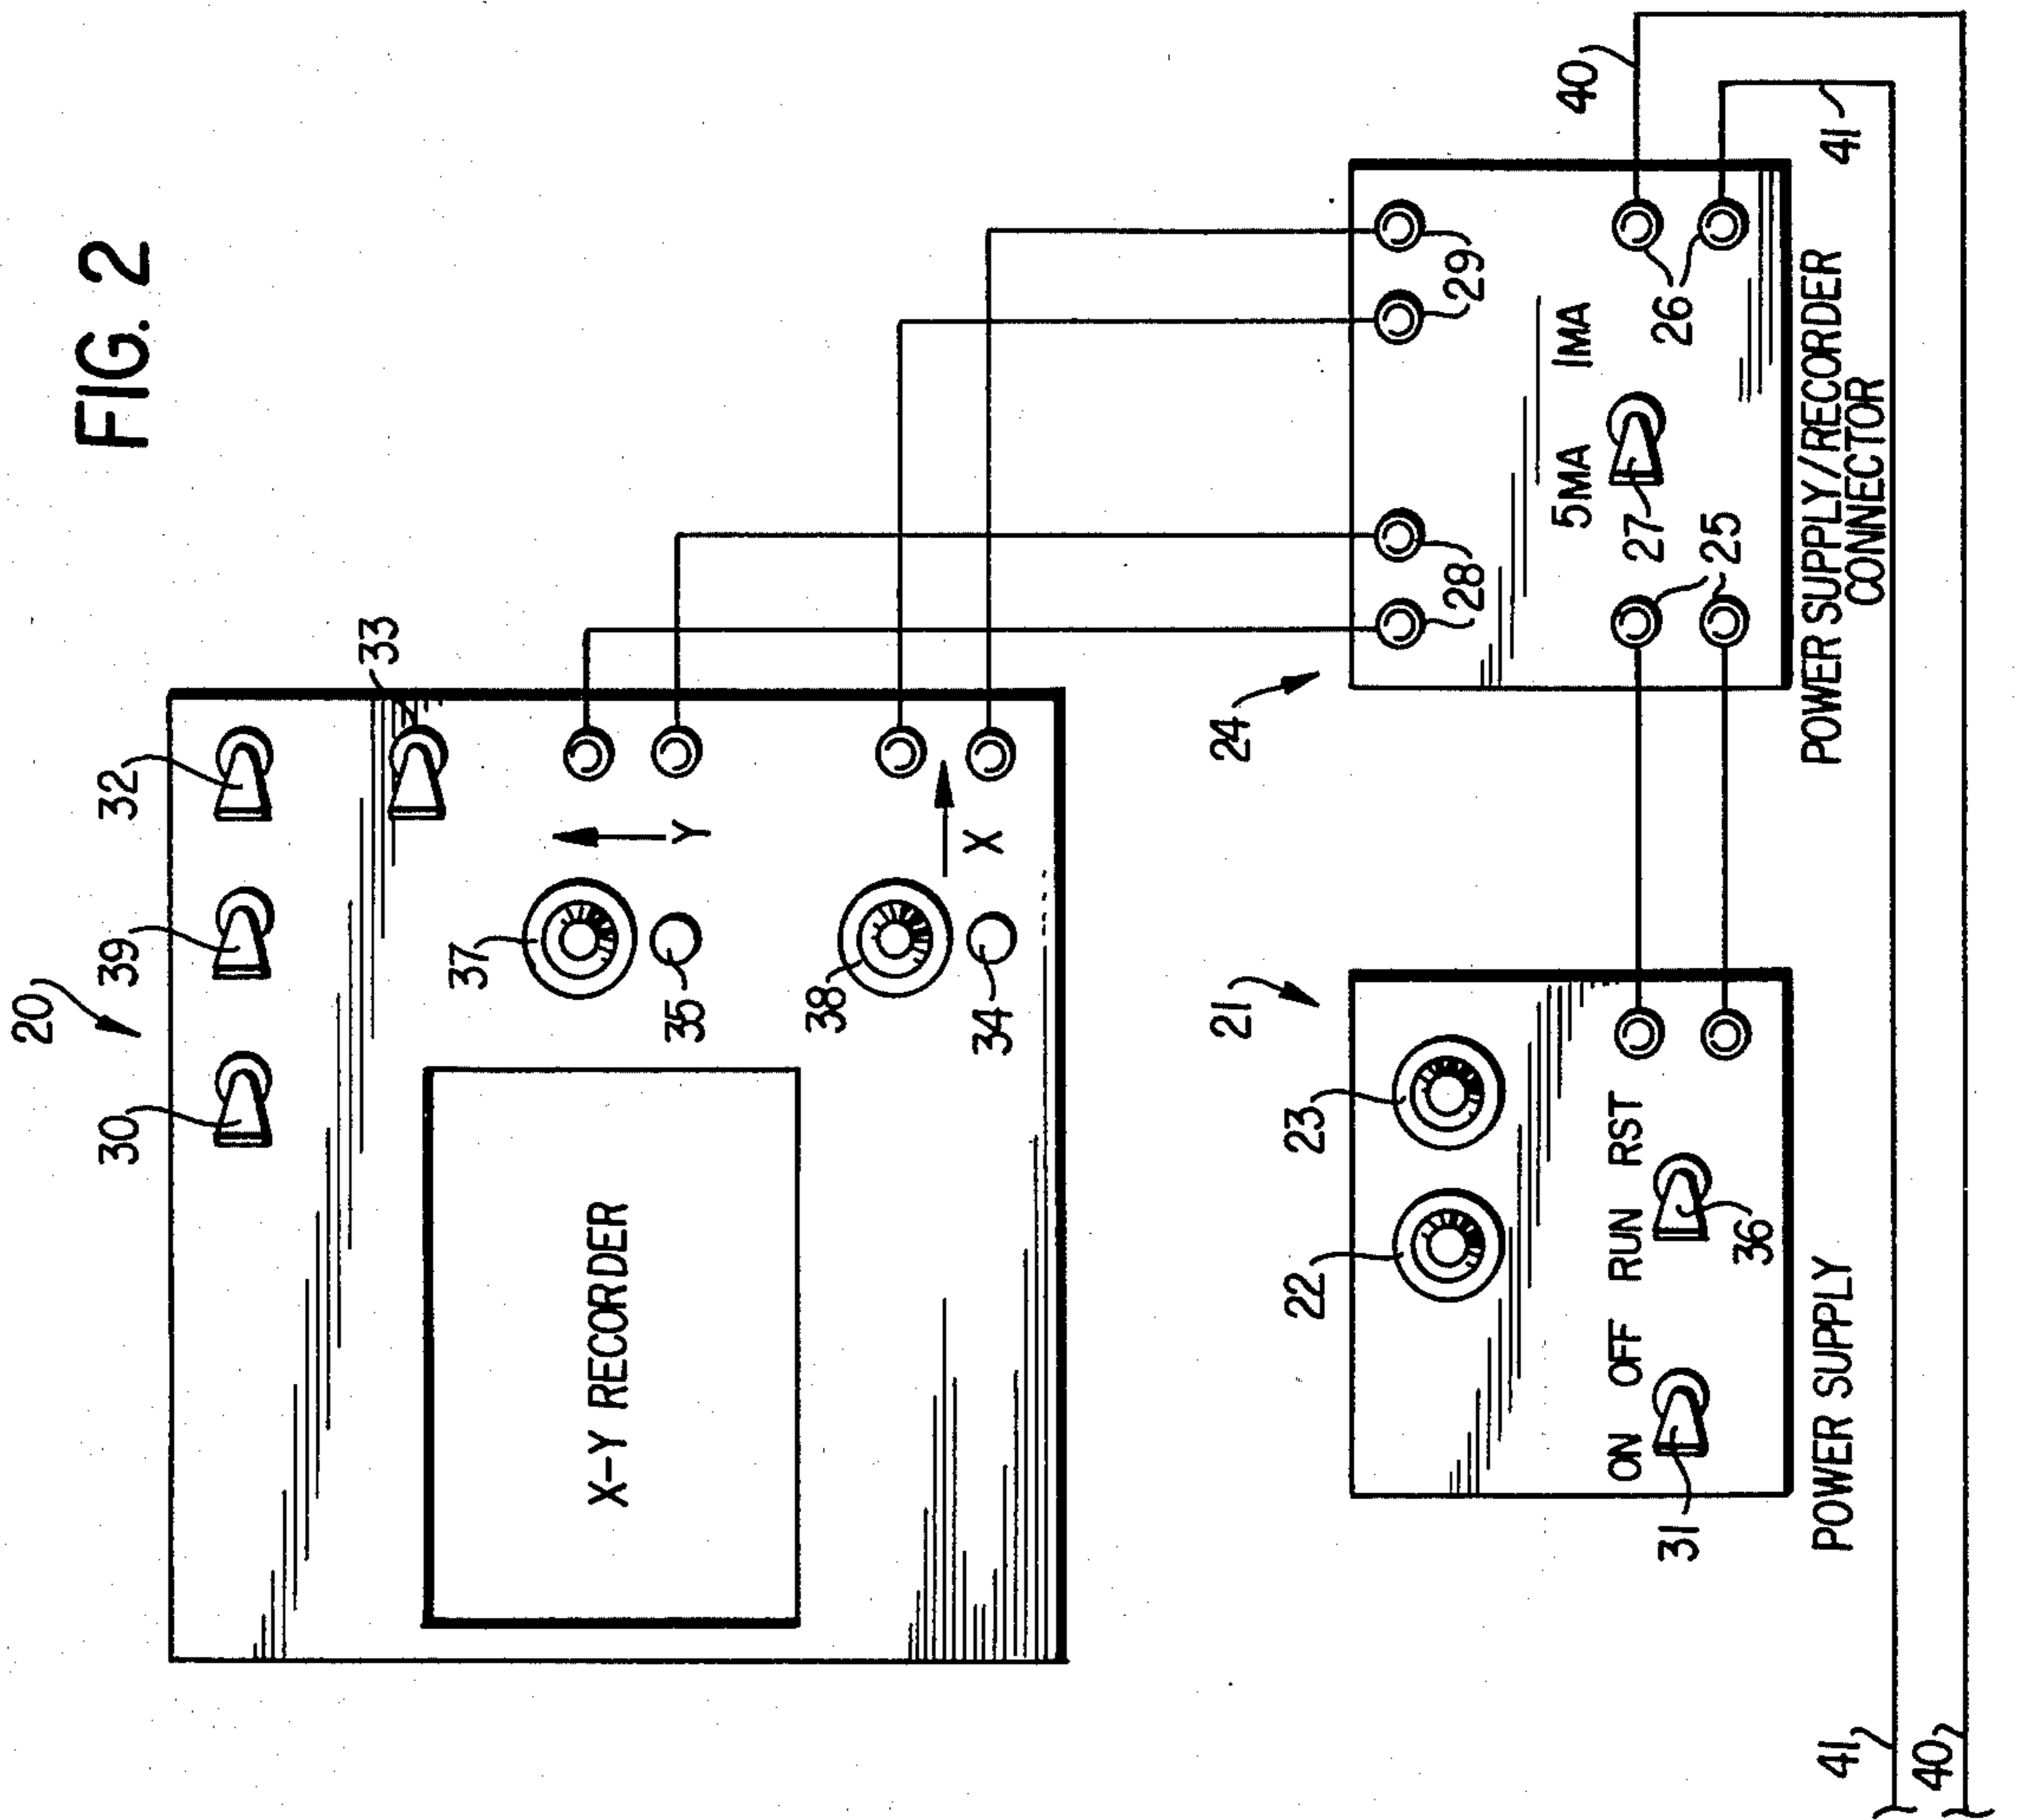 FIG. 2
20
30
39
32
33
X-Y RECORDER
37
35
Y
38
34
X
21
22
23
ON OFF RUN RST
31
36
POWER SUPPLY
24
28
29
5MA 1MA
27
25
26
POWER SUPPLY/RECORDER
CONNECTOR
40
41
41
40